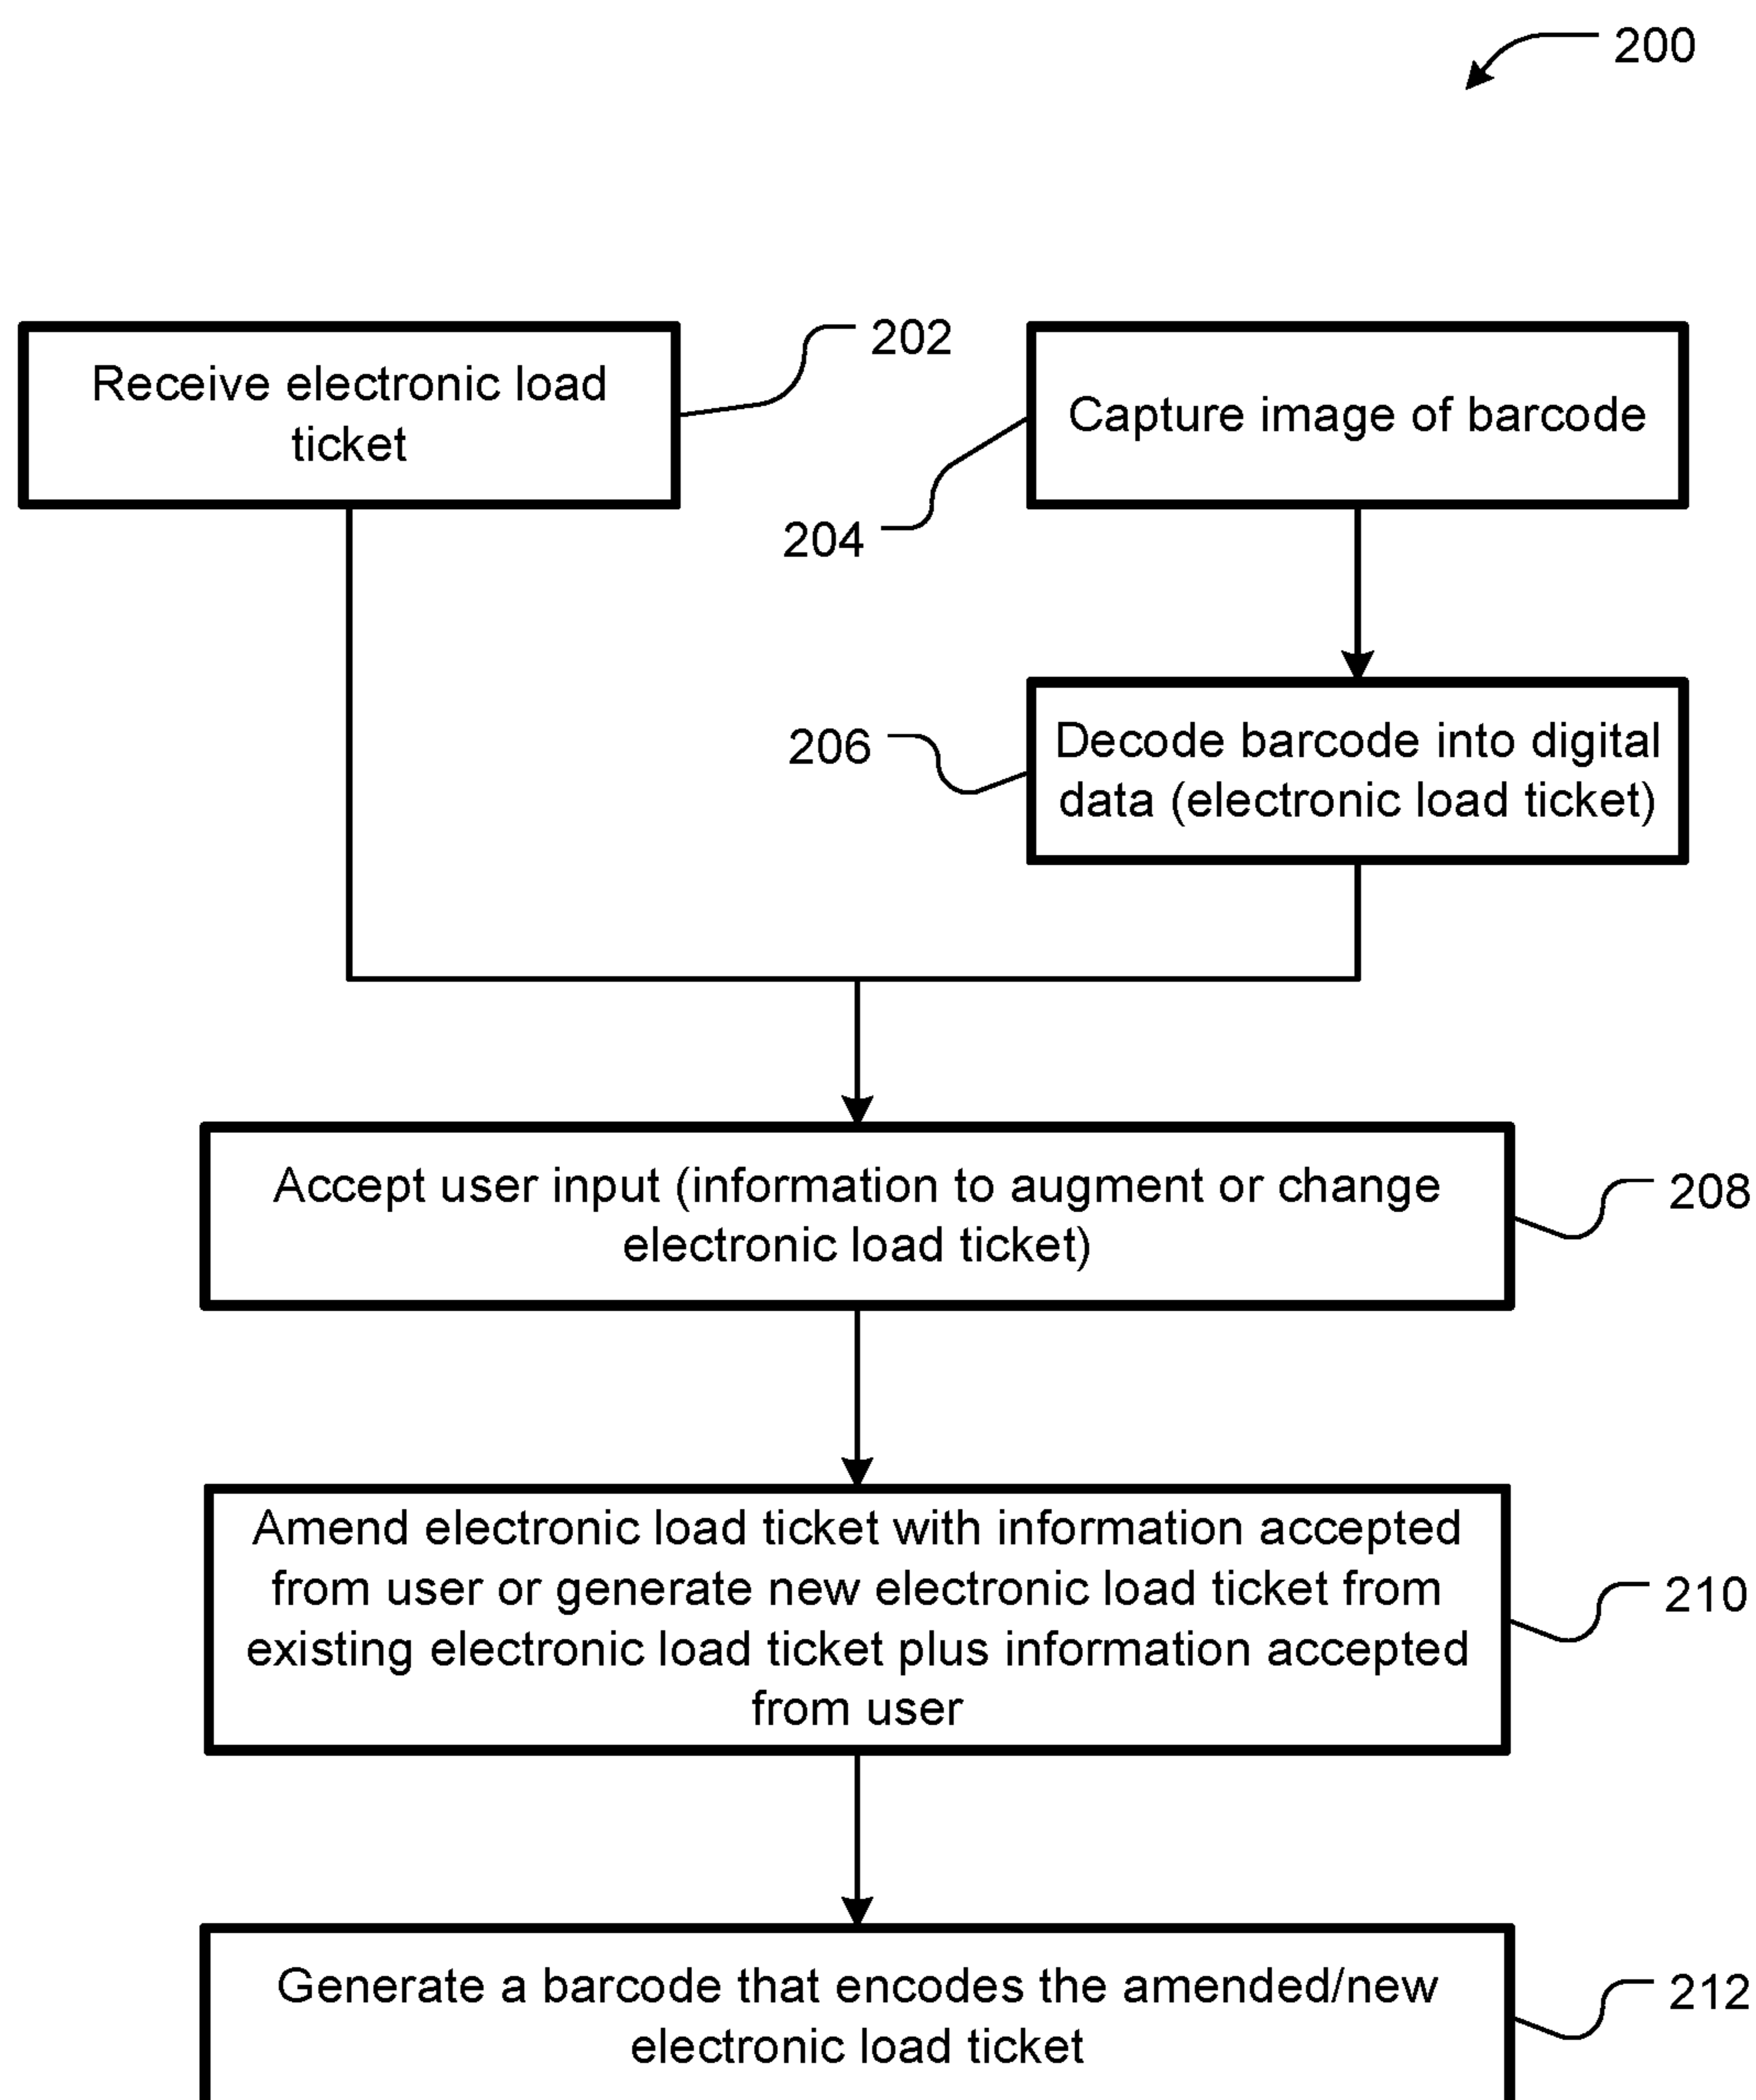 200
Receive electronic load
ticket
202
Capture image of barcode
204
206
Decode barcode into digital
data (electronic load ticket)
Accept user input (information to augment or change
electronic load ticket)
208
Amend electronic load ticket with information accepted
from user or generate new electronic load ticket from
existing electronic load ticket plus information accepted
from user
210
Generate a barcode that encodes the amended/new
electronic load ticket
212